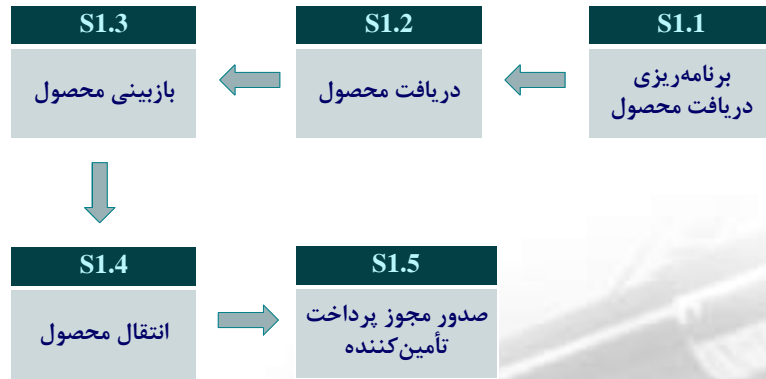 S1.1
برنامه‌ریزی
دریافت محصول
S1.2
دریافت محصول
S1.3
بازبینی محصول
S1.4
انتقال محصول
S1.5
صدور مجوز پرداخت
تأمین‌کننده